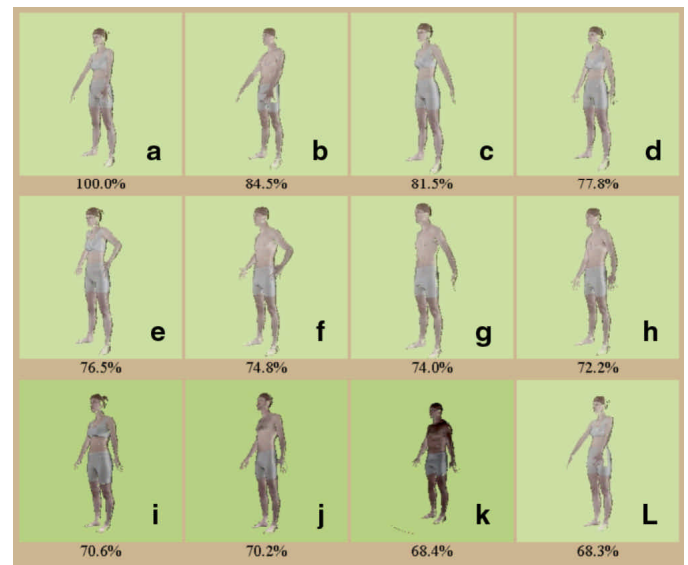 a b c d
100.0% 84.5% 81.5% 77.8%
e f g h
76.5% 74.8% 74.0% 72.2%
i j k L
70.6% 70.2% 68.4% 68.3%